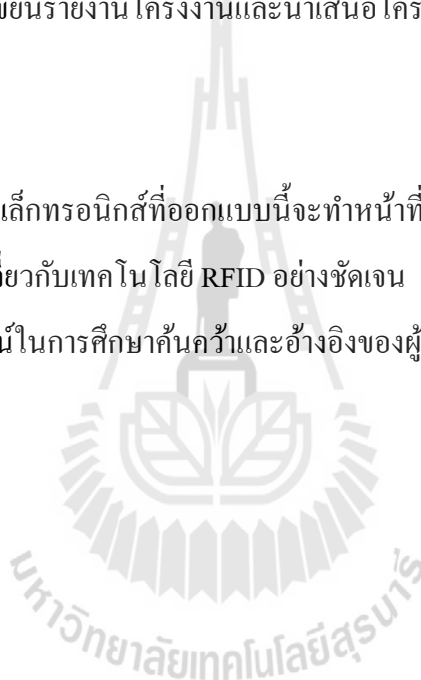 ขียนรายงานโครงงานและนำเสนอโคร
เล็กทรอนิกส์ที่ออกแบบนี้จะทำหน้าที่
กี่ยวกับเทคโนโลยี RFID อย่างชัดเจน
น์ในการศึกษาค้นคว้าและอ้างอิงของผู้
มหาวิทยาลัยเทคโนโลยีสุรนารี